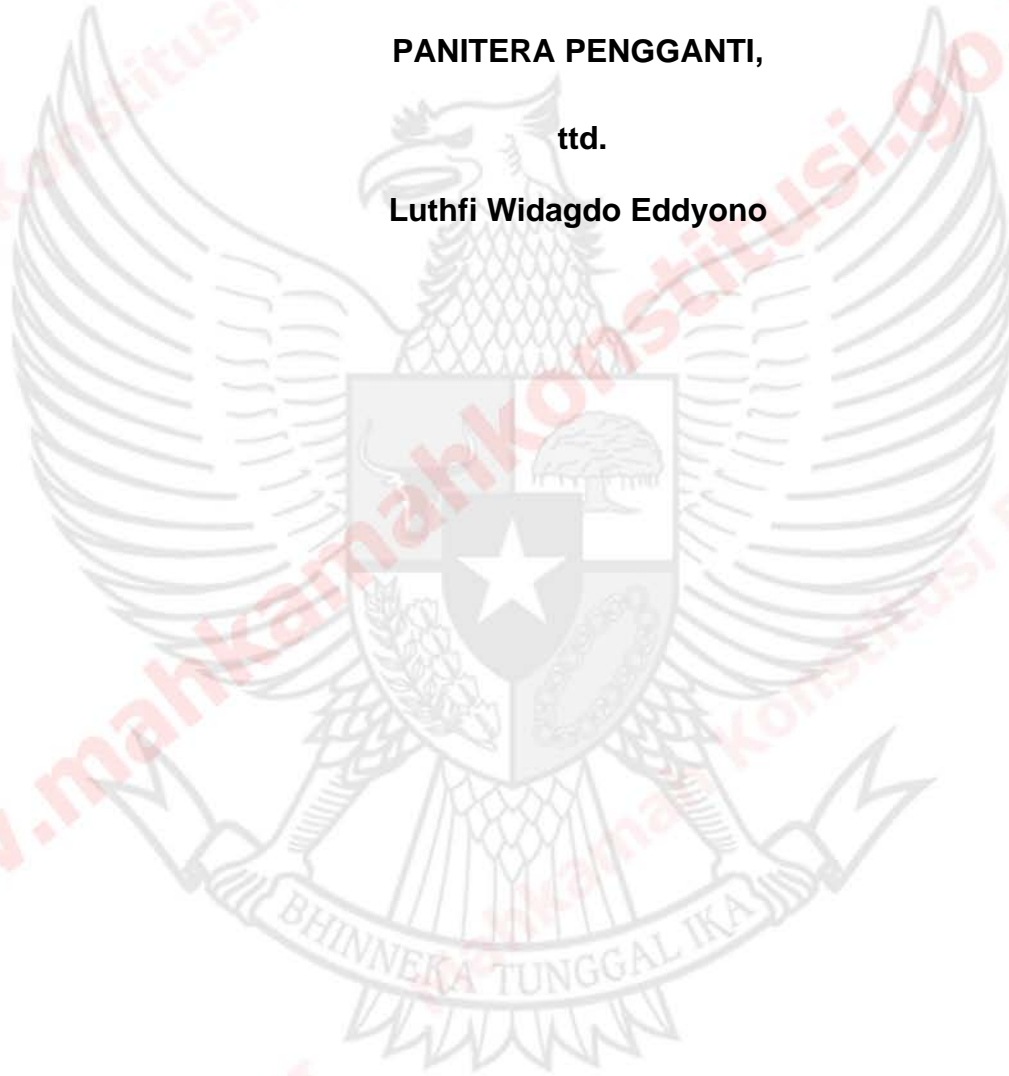 PANITERA PENGGANTI,
ttd.
Luthfi Widagdo Eddyono
BHINNEKA TUNGGAL IKA